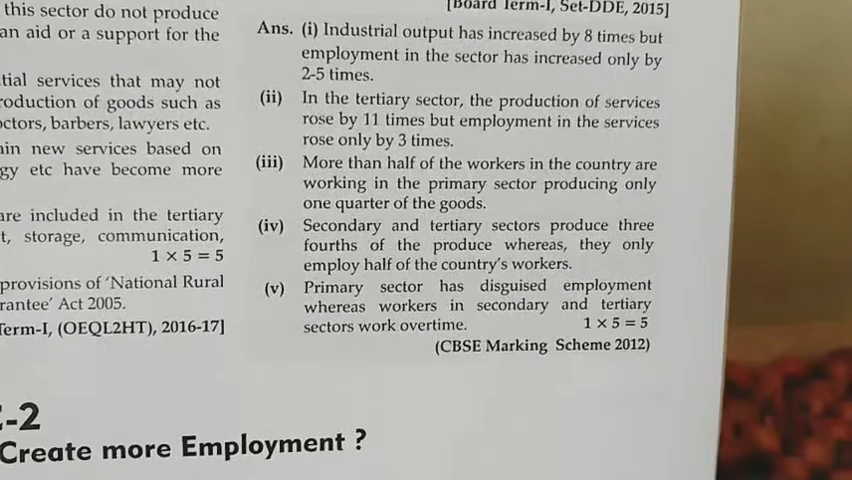 this sector do not produce
an aid or a support for the
tial services that may not
roduction of goods such as
octors, barbers, lawyers etc.
ain new services based on
gy etc have become more
are included in the tertiary
t, storage, communication,
1 × 5 = 5
provisions of 'National Rural
rantee' Act 2005.
Term-I, (OEQL2HT), 2016-17]
[Board Term-I, Set-DDE, 2015]
Ans. (i) Industrial output has increased by 8 times but
employment in the sector has increased only by
2-5 times.
(ii) In the tertiary sector, the production of services
rose by 11 times but employment in the services
rose only by 3 times.
(iii) More than half of the workers in the country are
working in the primary sector producing only
one quarter of the goods.
(iv) Secondary and tertiary sectors produce three
fourths of the produce whereas, they only
employ half of the country's workers.
(v) Primary sector has disguised employment
whereas workers in secondary and tertiary
sectors work overtime. 1 × 5 = 5
(CBSE Marking Scheme 2012)
-2
Create more Employment ?